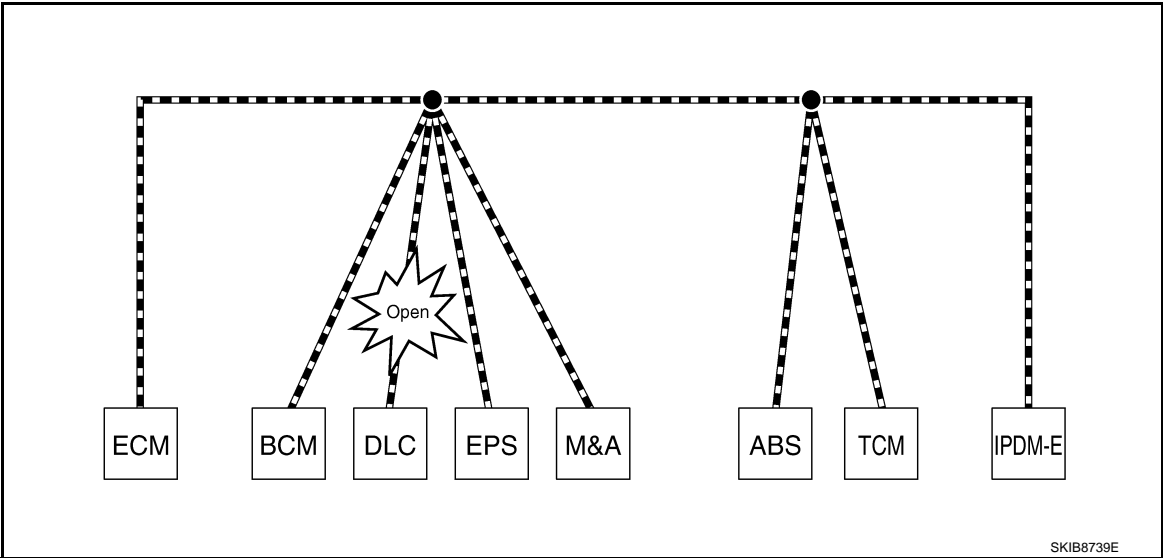 Open
ECM
BCM
DLC
EPS
M&A
ABS
TCM
IPDM-E
SKIB8739E